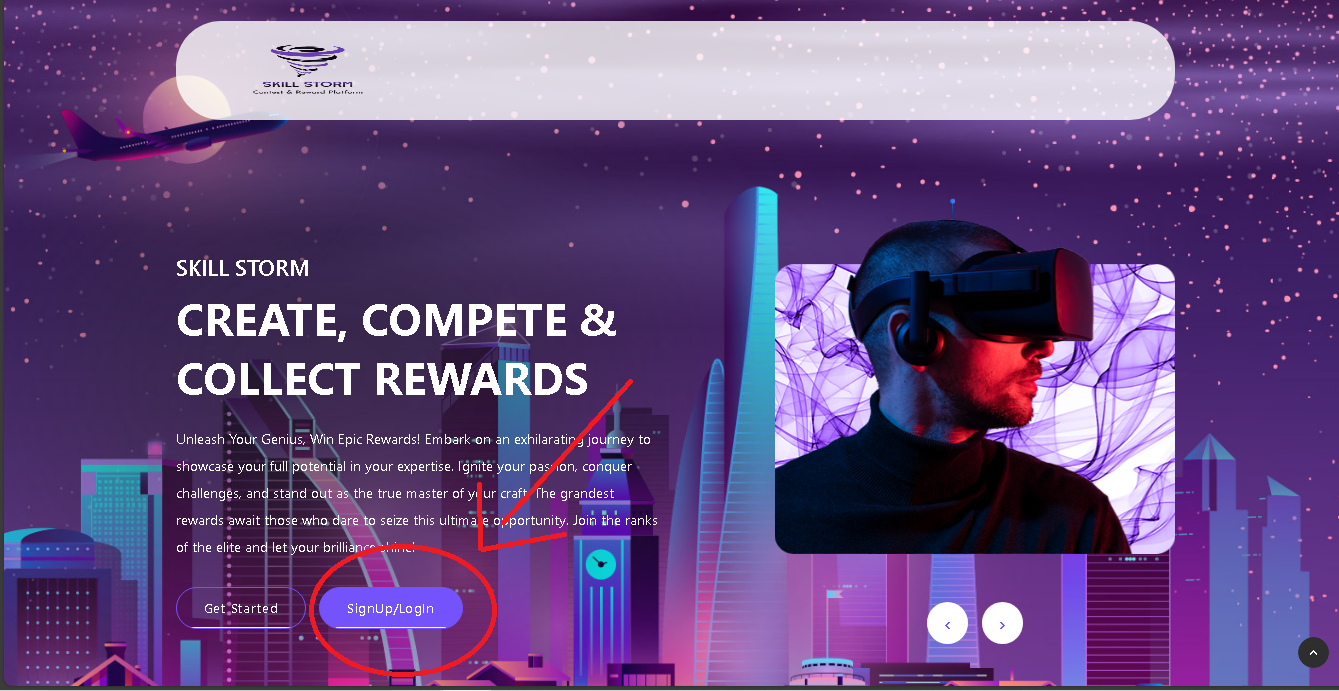 SKILL STORM
Contest & Reward Platform
SKILL STORM
CREATE, COMPETE &
COLLECT REWARDS
Unleash Your Genius, Win Epic Rewards! Embark on an exhilarating journey to
showcase your full potential in your expertise. Ignite your passion, conquer
challenges, and stand out as the true master of your craft. The grandest
rewards await those who dare to seize this ultimate opportunity. Join the ranks
of the elite and let your brilliance shine!
Get Started
SignUp/LogIn